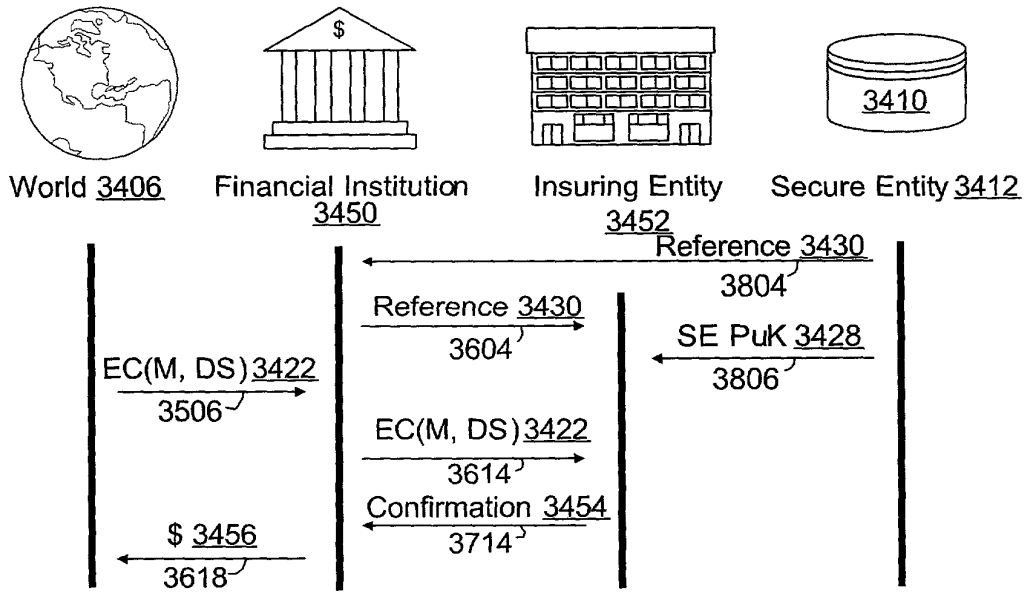 $
3410
World 3406
Financial Institution 3450
Insuring Entity 3452
Secure Entity 3412
Reference 3430
3804
Reference 3430
3604
SE PuK 3428
3806
EC(M, DS) 3422
3506
EC(M, DS) 3422
3614
Confirmation 3454
3714
$ 3456
3618